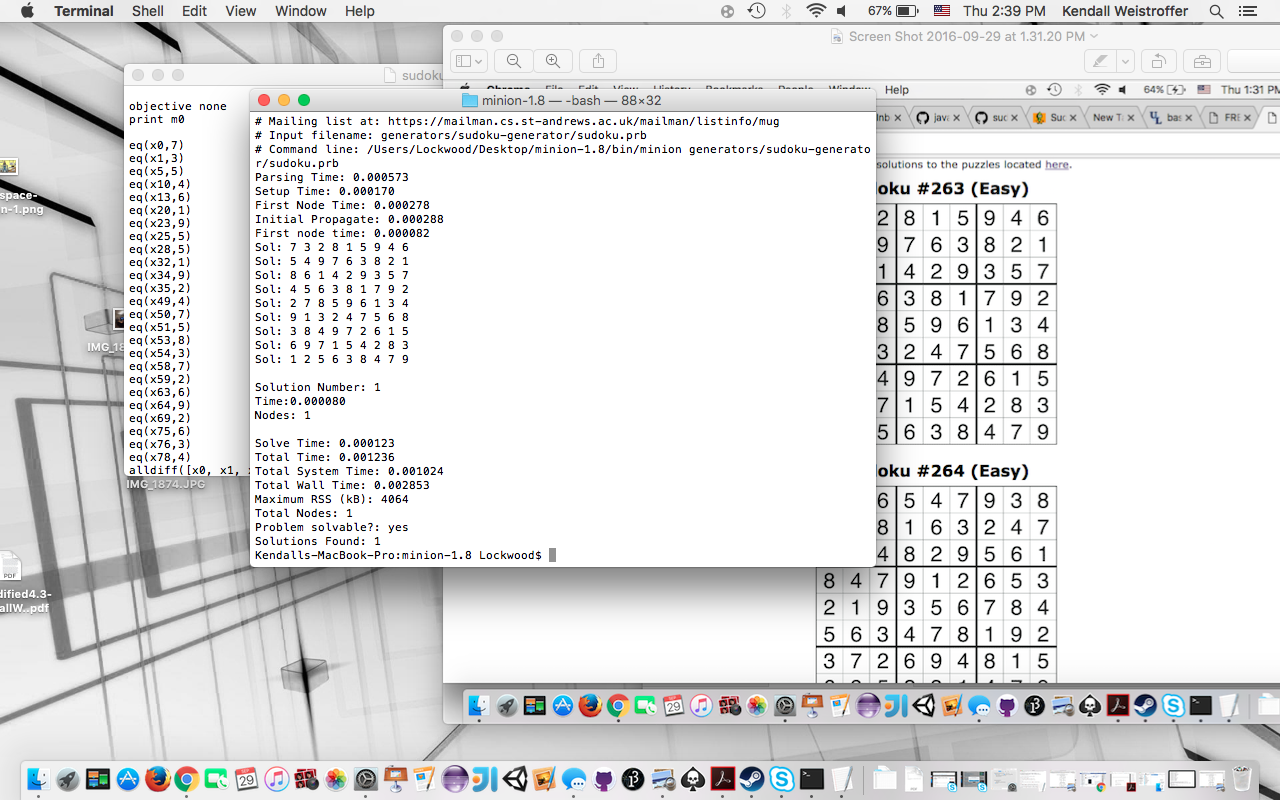 Terminal Shell Edit View Window Help 67% Thu 2:39 PM Kendall Weistroffer
Screen Shot 2016-09-29 at 1.31.20 PM
sudok
minion-1.8 — -bash — 88×32
Help 64% Thu 1:31 P
java
suc
Suc
New Ta
bas
FRE
objective none
print m0
eq(x0,7)
eq(x1,3)
eq(x5,5)
eq(x10,4)
eq(x13,6)
eq(x20,1)
eq(x23,9)
eq(x25,5)
eq(x28,5)
eq(x32,1)
eq(x34,9)
eq(x35,2)
eq(x49,4)
eq(x50,7)
eq(x51,5)
eq(x53,8)
eq(x54,3)
eq(x58,7)
eq(x59,2)
eq(x63,6)
eq(x64,9)
eq(x69,2)
eq(x75,6)
eq(x76,3)
eq(x78,4)
alldiff([x0, x1,
# Mailing list at: https://mailman.cs.st-andrews.ac.uk/mailman/listinfo/mug
# Input filename: generators/sudoku-generator/sudoku.prb
# Command line: /Users/Lockwood/Desktop/minion-1.8/bin/minion generators/sudoku-generato
r/sudoku.prb
Parsing Time: 0.000573
Setup Time: 0.000170
First Node Time: 0.000278
Initial Propagate: 0.000288
First node time: 0.000082
Sol: 7 3 2 8 1 5 9 4 6
Sol: 5 4 9 7 6 3 8 2 1
Sol: 8 6 1 4 2 9 3 5 7
Sol: 4 5 6 3 8 1 7 9 2
Sol: 2 7 8 5 9 6 1 3 4
Sol: 9 1 3 2 4 7 5 6 8
Sol: 3 8 4 9 7 2 6 1 5
Sol: 6 9 7 1 5 4 2 8 3
Sol: 1 2 5 6 3 8 4 7 9
Solution Number: 1
Time:0.000080
Nodes: 1
Solve Time: 0.000123
Total Time: 0.001236
Total System Time: 0.001024
Total Wall Time: 0.002853
Maximum RSS (kB): 4064
Total Nodes: 1
Problem solvable?: yes
Solutions Found: 1
Kendalls-MacBook-Pro:minion-1.8 Lockwood$
solutions to the puzzles located here.
oku #263 (Easy)
2 8 1 5 9 4 6
9 7 6 3 8 2 1
1 4 2 9 3 5 7
6 3 8 1 7 9 2
8 5 9 6 1 3 4
3 2 4 7 5 6 8
4 9 7 2 6 1 5
7 1 5 4 2 8 3
5 6 3 8 4 7 9
oku #264 (Easy)
6 5 4 7 9 3 8
8 1 6 3 2 4 7
4 8 2 9 5 6 1
8 4 7 9 1 2 6 5 3
2 1 9 3 5 6 7 8 4
5 6 3 4 7 8 1 9 2
3 7 2 6 9 4 8 1 5
space-
n-1.png
IMG_18
IMG_1874.JPG
PDF
dified4.3-
allW..pdf
29
29